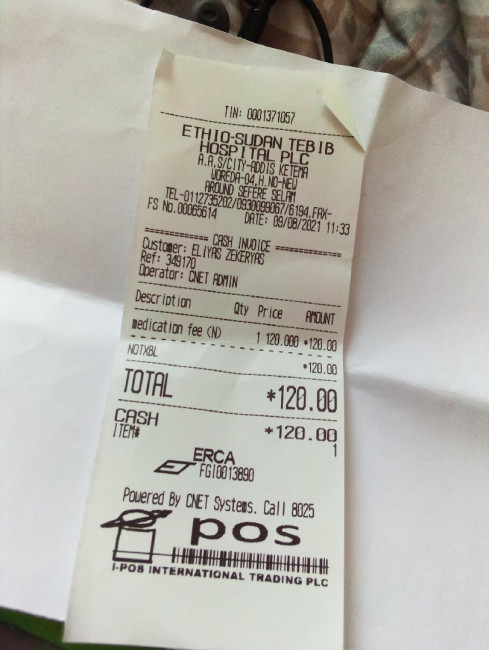 TIN: 0001371057
ETHIO-SUDAN TEBIB
HOSPITAL PLC
A.A,S/CITY-ADDIS KETEMA
WOREDA-04,H.NO-NEW
AROUND SEFERE SELAM
TEL-0112735202/0930099067/6194,FAX-
FS No.00065614 DATE: 09/08/2021 11:33
CASH INVOICE
Customer: ELIYAS ZEKERYAS
Ref: 349170
Operator: CNET ADMIN
Description Qty Price AMOUNT
medication fee (N) 1 120.000 *120.00
NOTXBL *120.00
TOTAL *120.00
CASH *120.00
ITEM# 1
ERCA
FGI0013890
Powered By CNET Systems. Call 8025
pos
I-POS INTERNATIONAL TRADING PLC